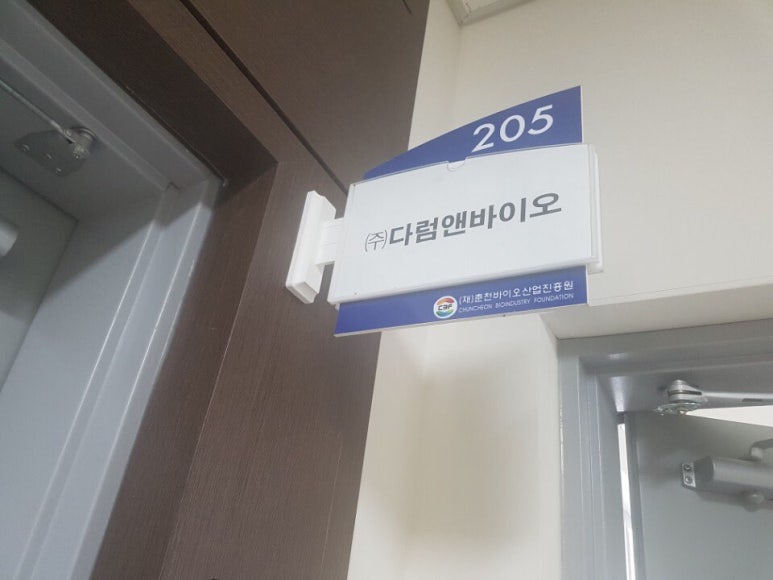 205
㈜다럼앤바이오
CBF (재)춘천바이오산업진흥원
CHUNCHEON BIOINDUSTRY FOUNDATION